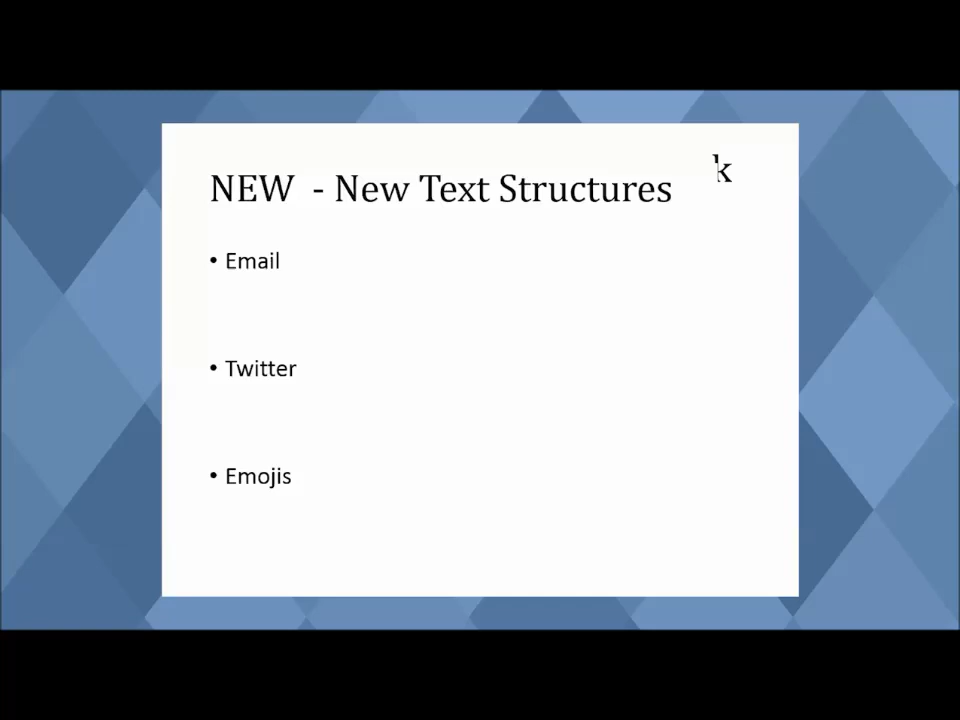 NEW - New Text Structures
• Email
• Twitter
• Emojis